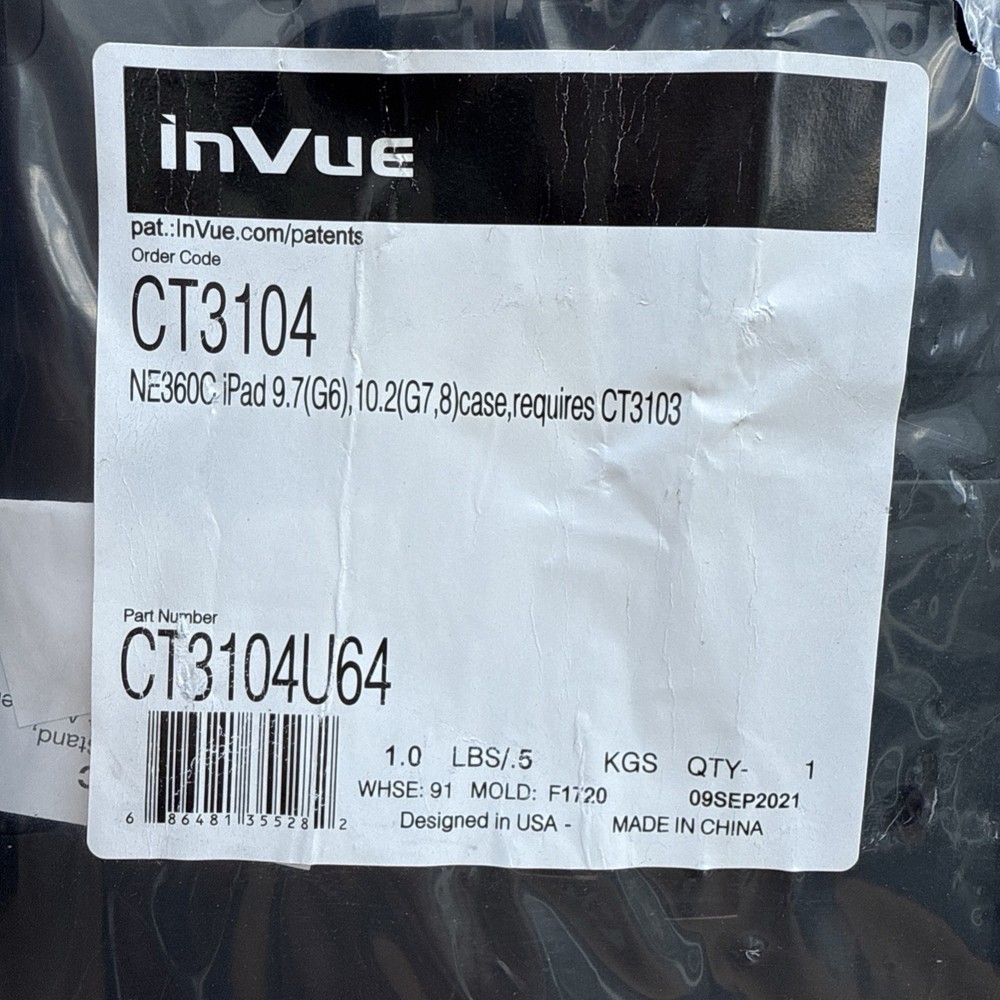 inVue
pat.:InVue.com/patents
Order Code
CT3104
NE360C iPad 9.7(G6),10.2(G7,8)case,requires CT3103
Part Number
CT3104U64
1.0 LBS/.5 KGS QTY- 1
WHSE: 91 MOLD: F1720 09SEP2021
6 86481 35528 2
Designed in USA - MADE IN CHINA